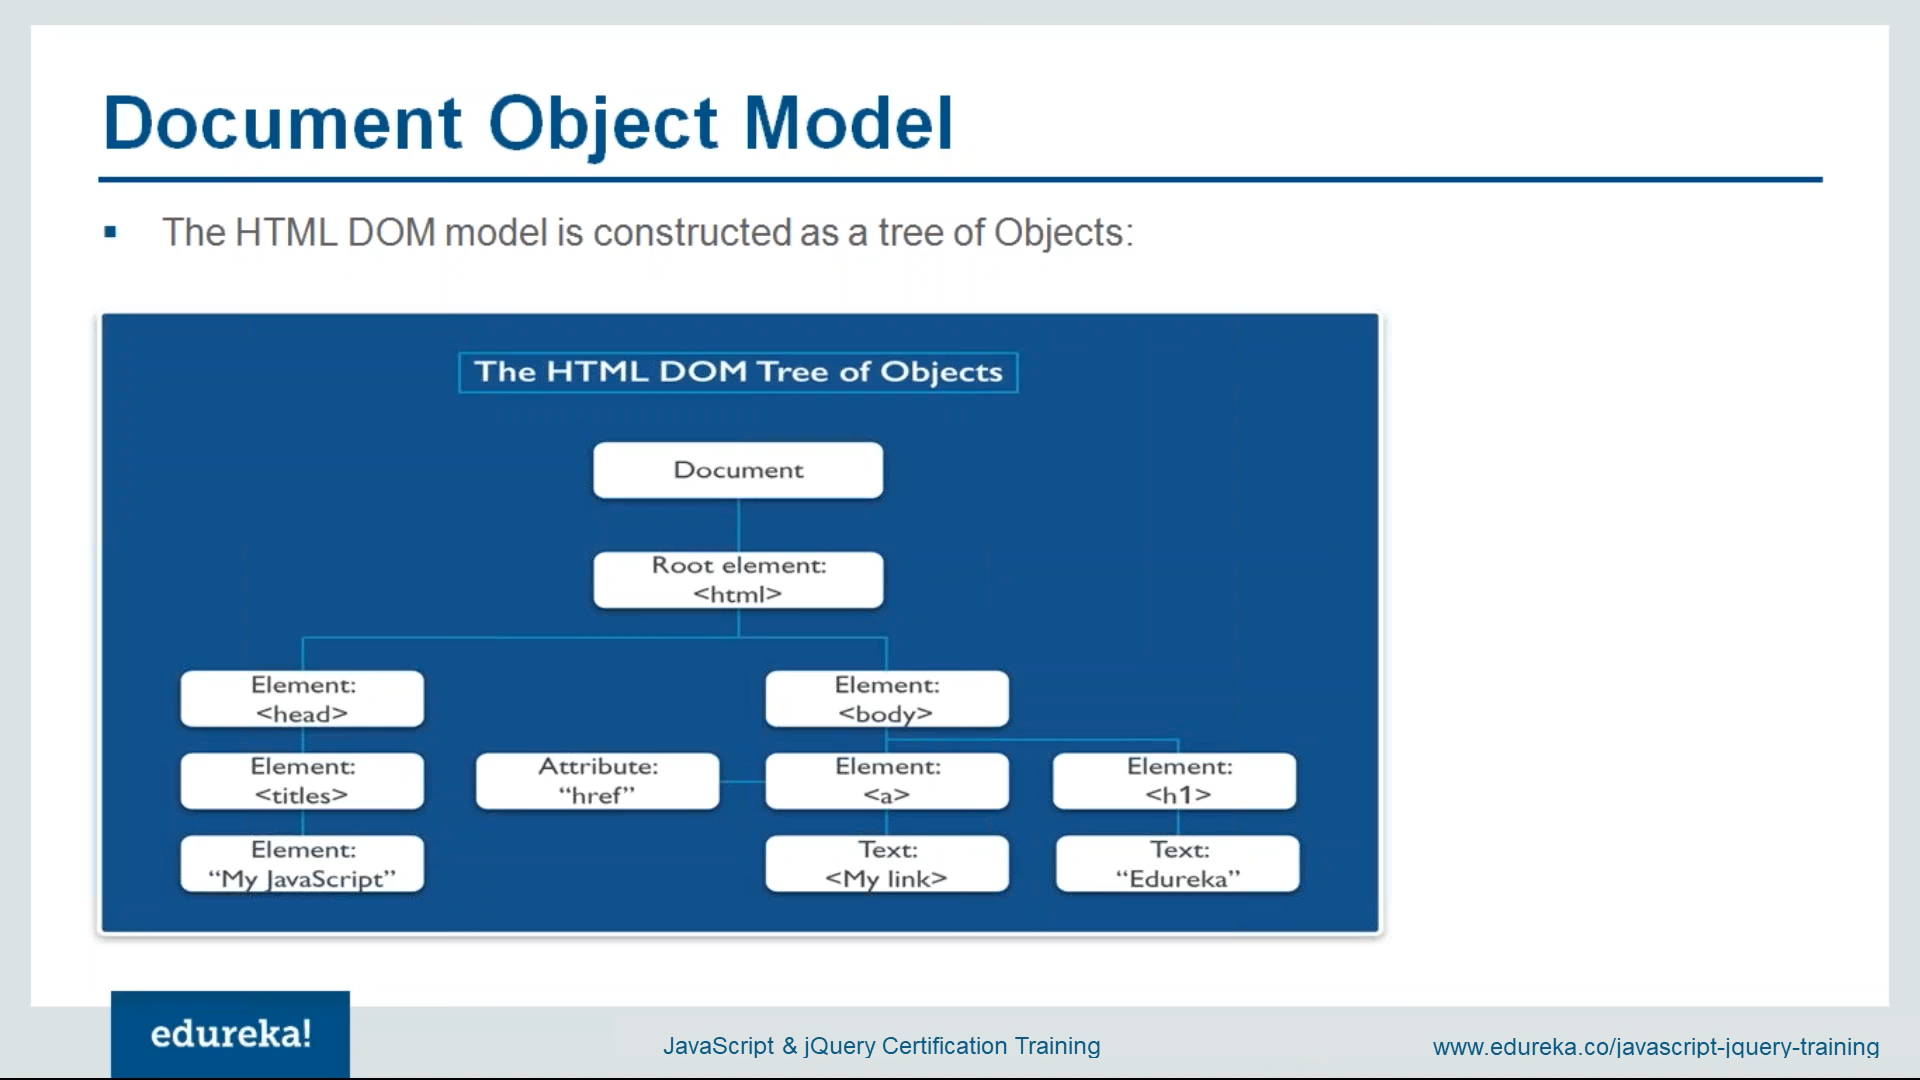 Document Object Model
▪ The HTML DOM model is constructed as a tree of Objects:
The HTML DOM Tree of Objects
Document
Root element:
<html>
Element:
<head>
Element:
<body>
Element:
<titles>
Attribute:
“href”
Element:
<a>
Element:
<h1>
Element:
“My JavaScript”
Text:
<My link>
Text:
“Edureka”
edureka!
JavaScript & jQuery Certification Training
www.edureka.co/javascript-jquery-training